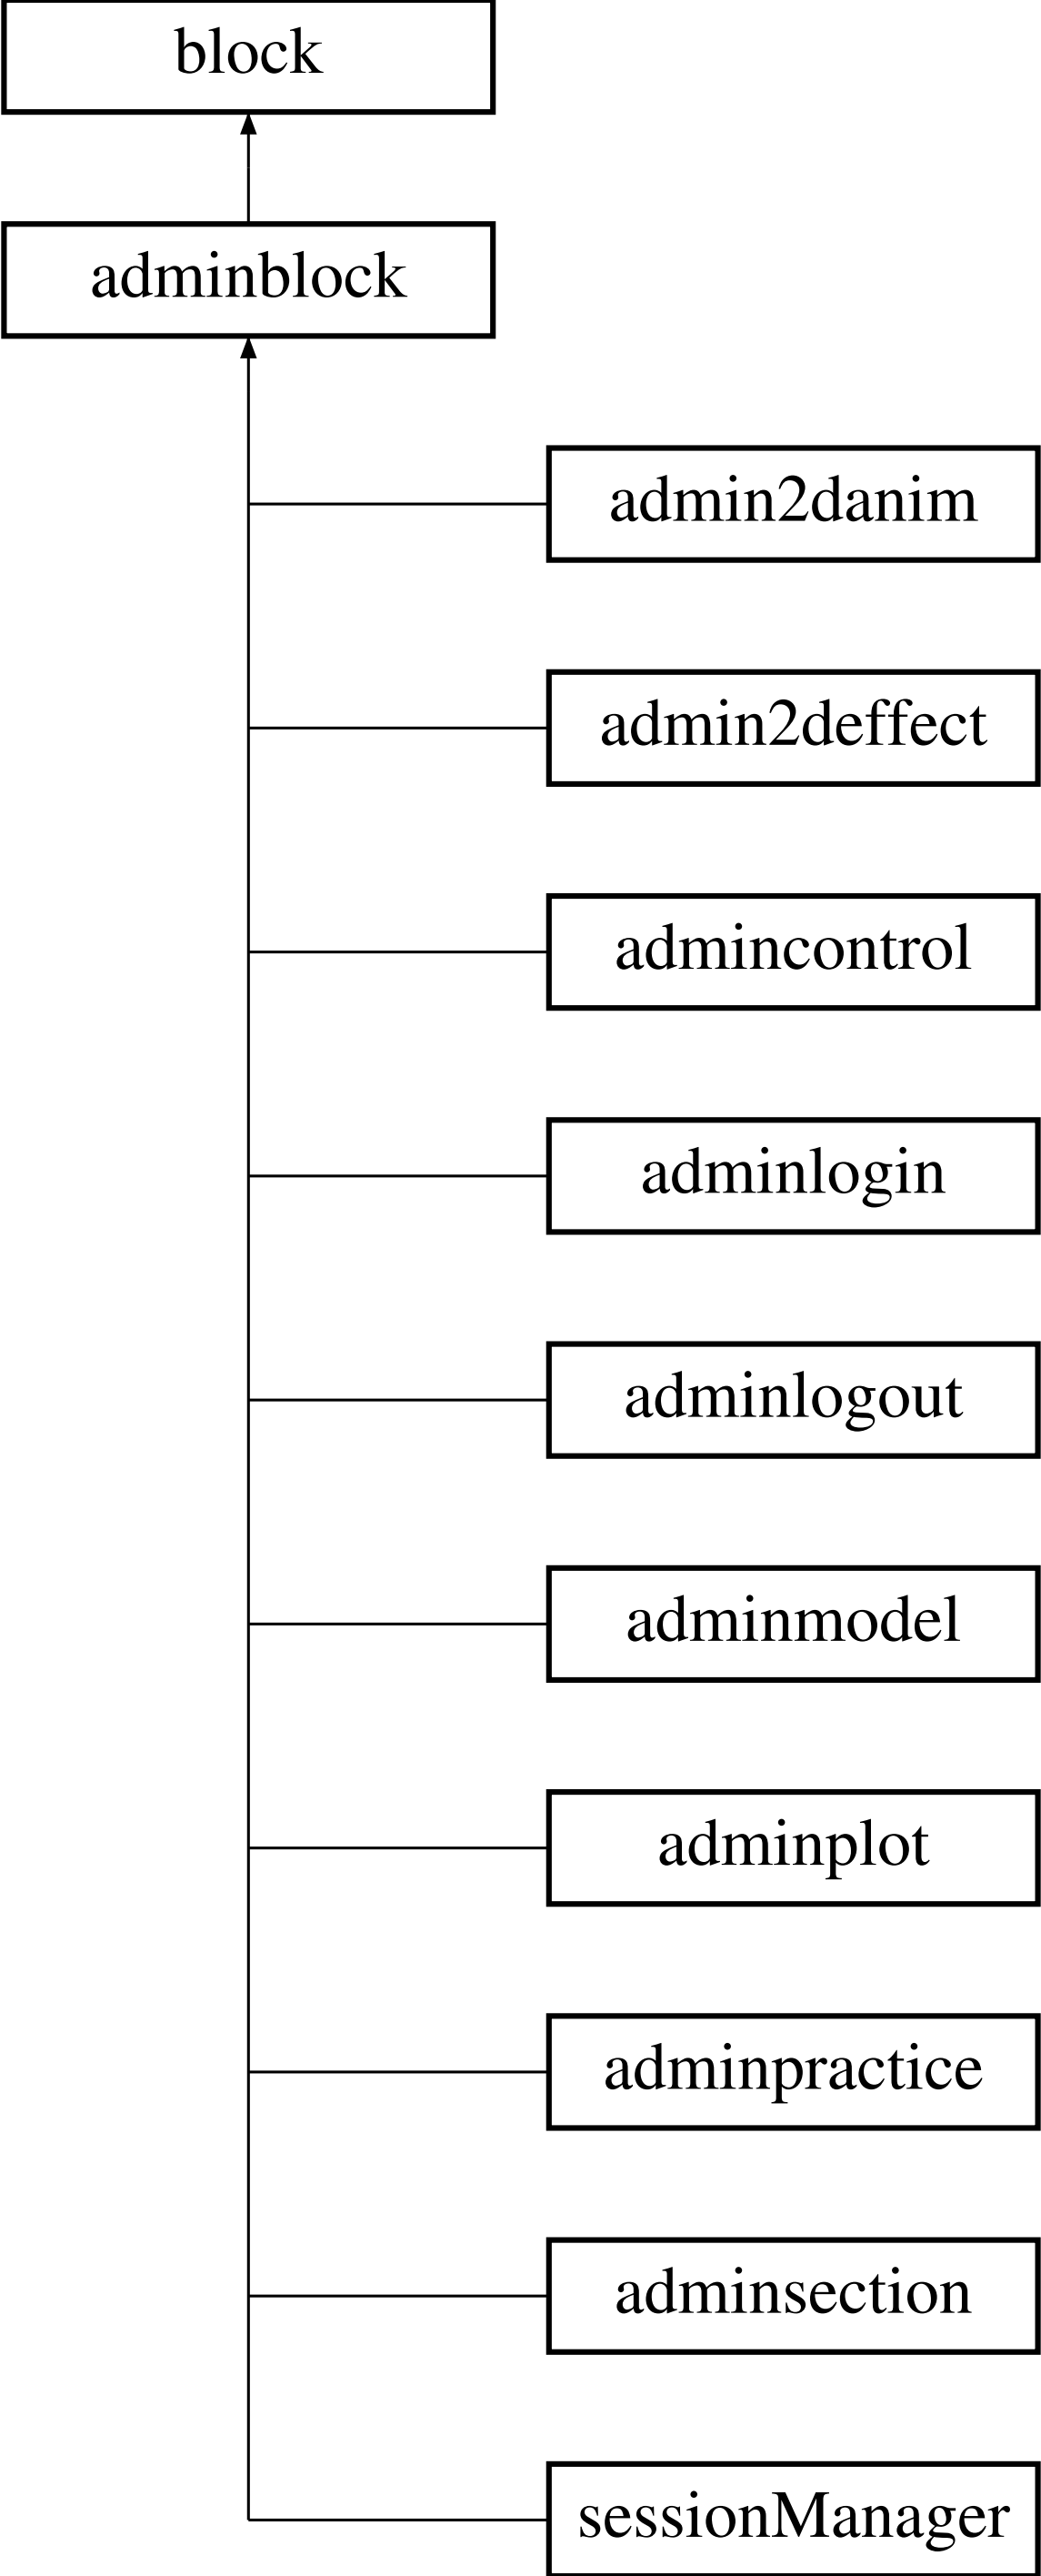 block
adminblock
admin2danim
admin2deffect
admincontrol
adminlogin
adminlogout
adminmodel
adminplot
adminpractice
adminsection
sessionManager